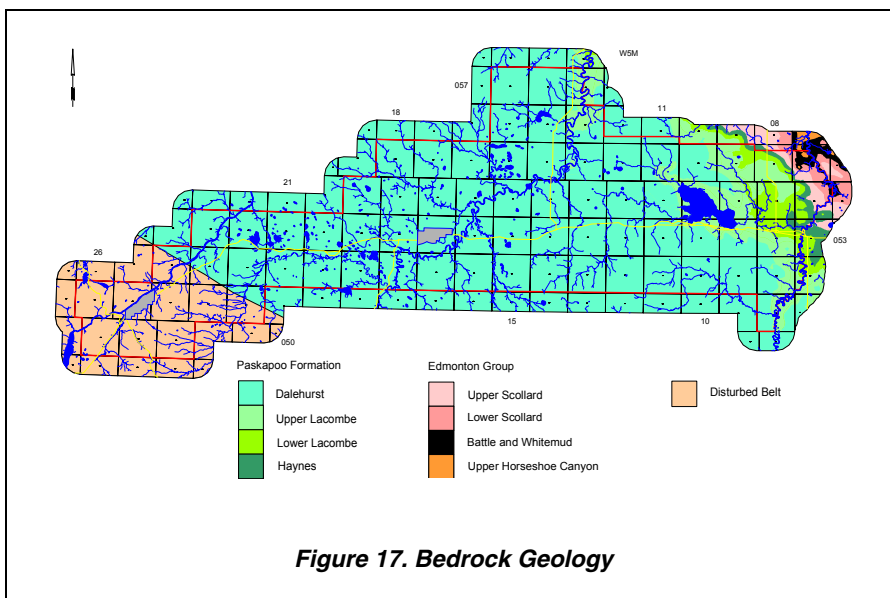 W5M
057
11
18
08
21
053
26
15
10
050
Paskapoo Formation
Dalehurst
Upper Lacombe
Lower Lacombe
Haynes
Edmonton Group
Upper Scollard
Lower Scollard
Battle and Whitemud
Upper Horseshoe Canyon
Disturbed Belt
Figure 17. Bedrock Geology